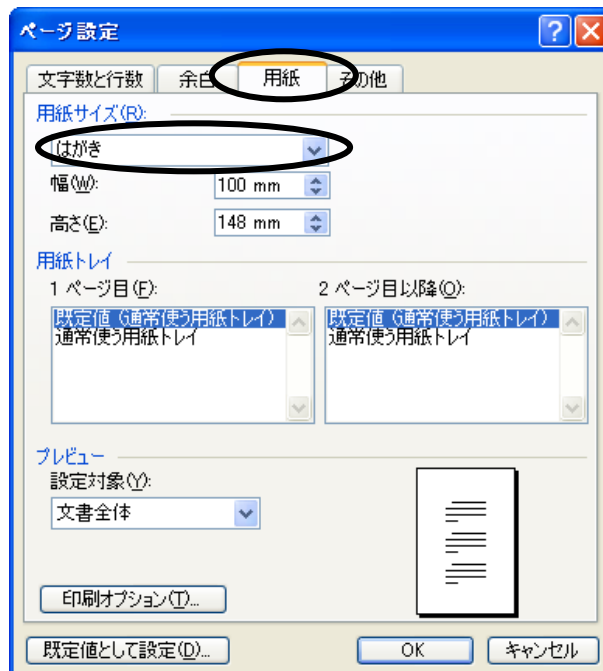 ページ設定
文字数と行数 余白 用紙 その他
用紙サイズ(R):
はがき
幅(W): 100 mm
高さ(E): 148 mm
用紙トレイ
1 ページ目(F): 2 ページ目以降(O):
既定値 (通常使う用紙トレイ) 既定値 (通常使う用紙トレイ)
通常使う用紙トレイ 通常使う用紙トレイ
プレビュー
設定対象(Y):
文書全体
印刷オプション(T)...
既定値として設定(D)... OK キャンセル